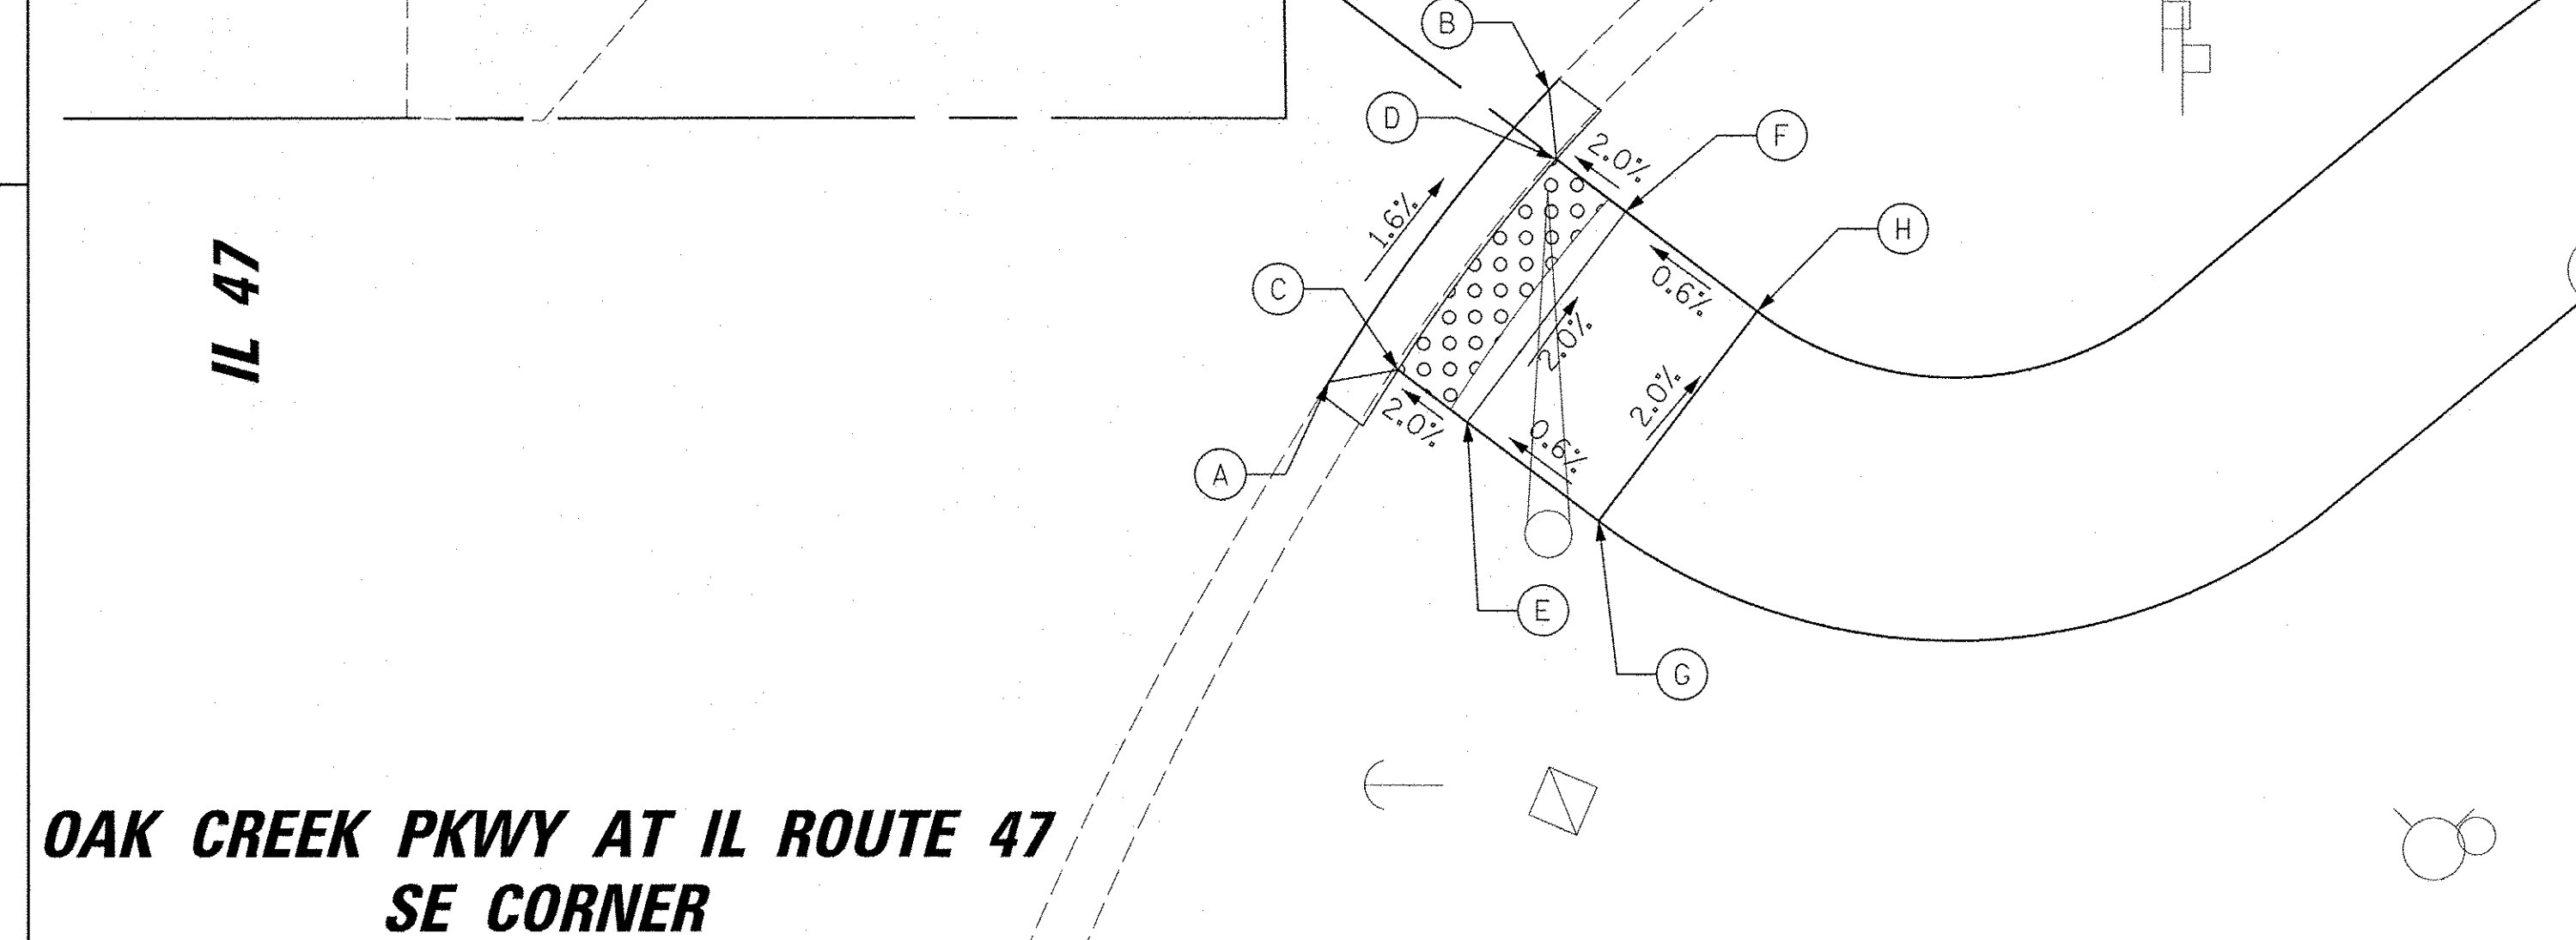 B
D
F
2.0%
H
1.6%
IL 47
C
0.6%
2.0%
2.0%
2.0%
0.6%
A
E
G
OAK CREEK PKWY AT IL ROUTE 47
SE CORNER